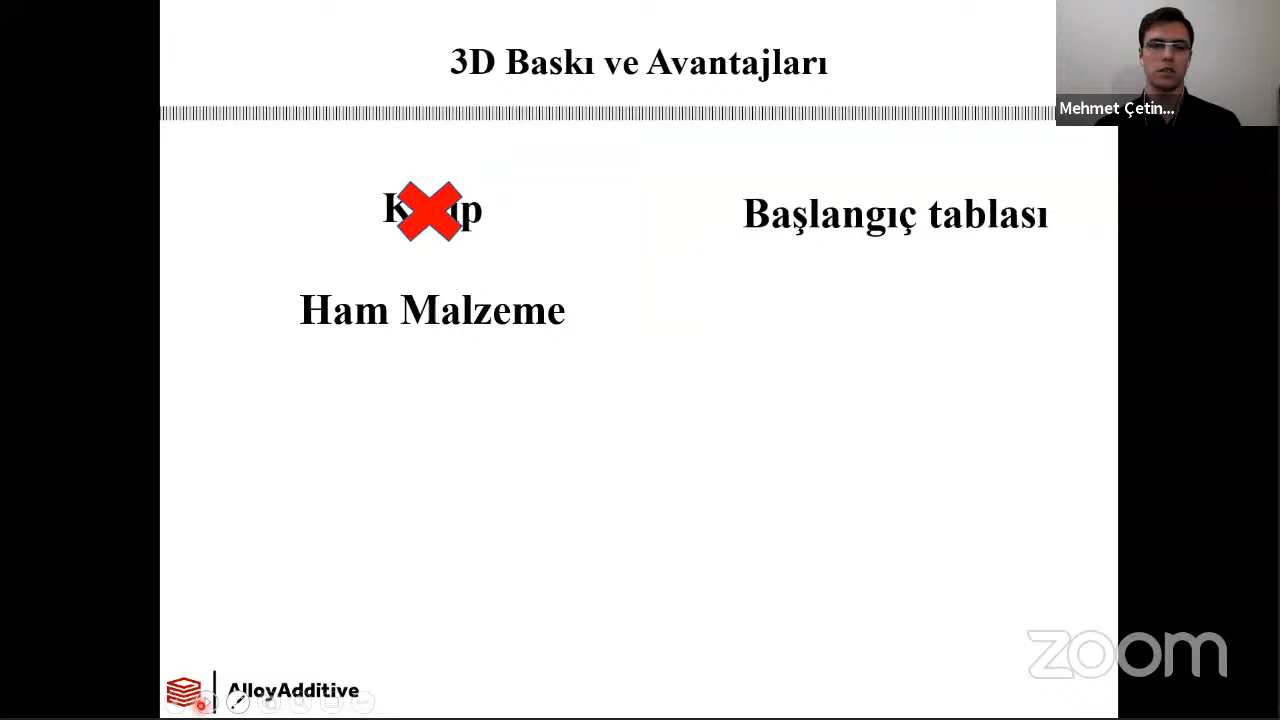 3D Baskı ve Avantajları
Mehmet Çetin...
Başlangıç tablası
Ham Malzeme
AlloyAdditive
zoom